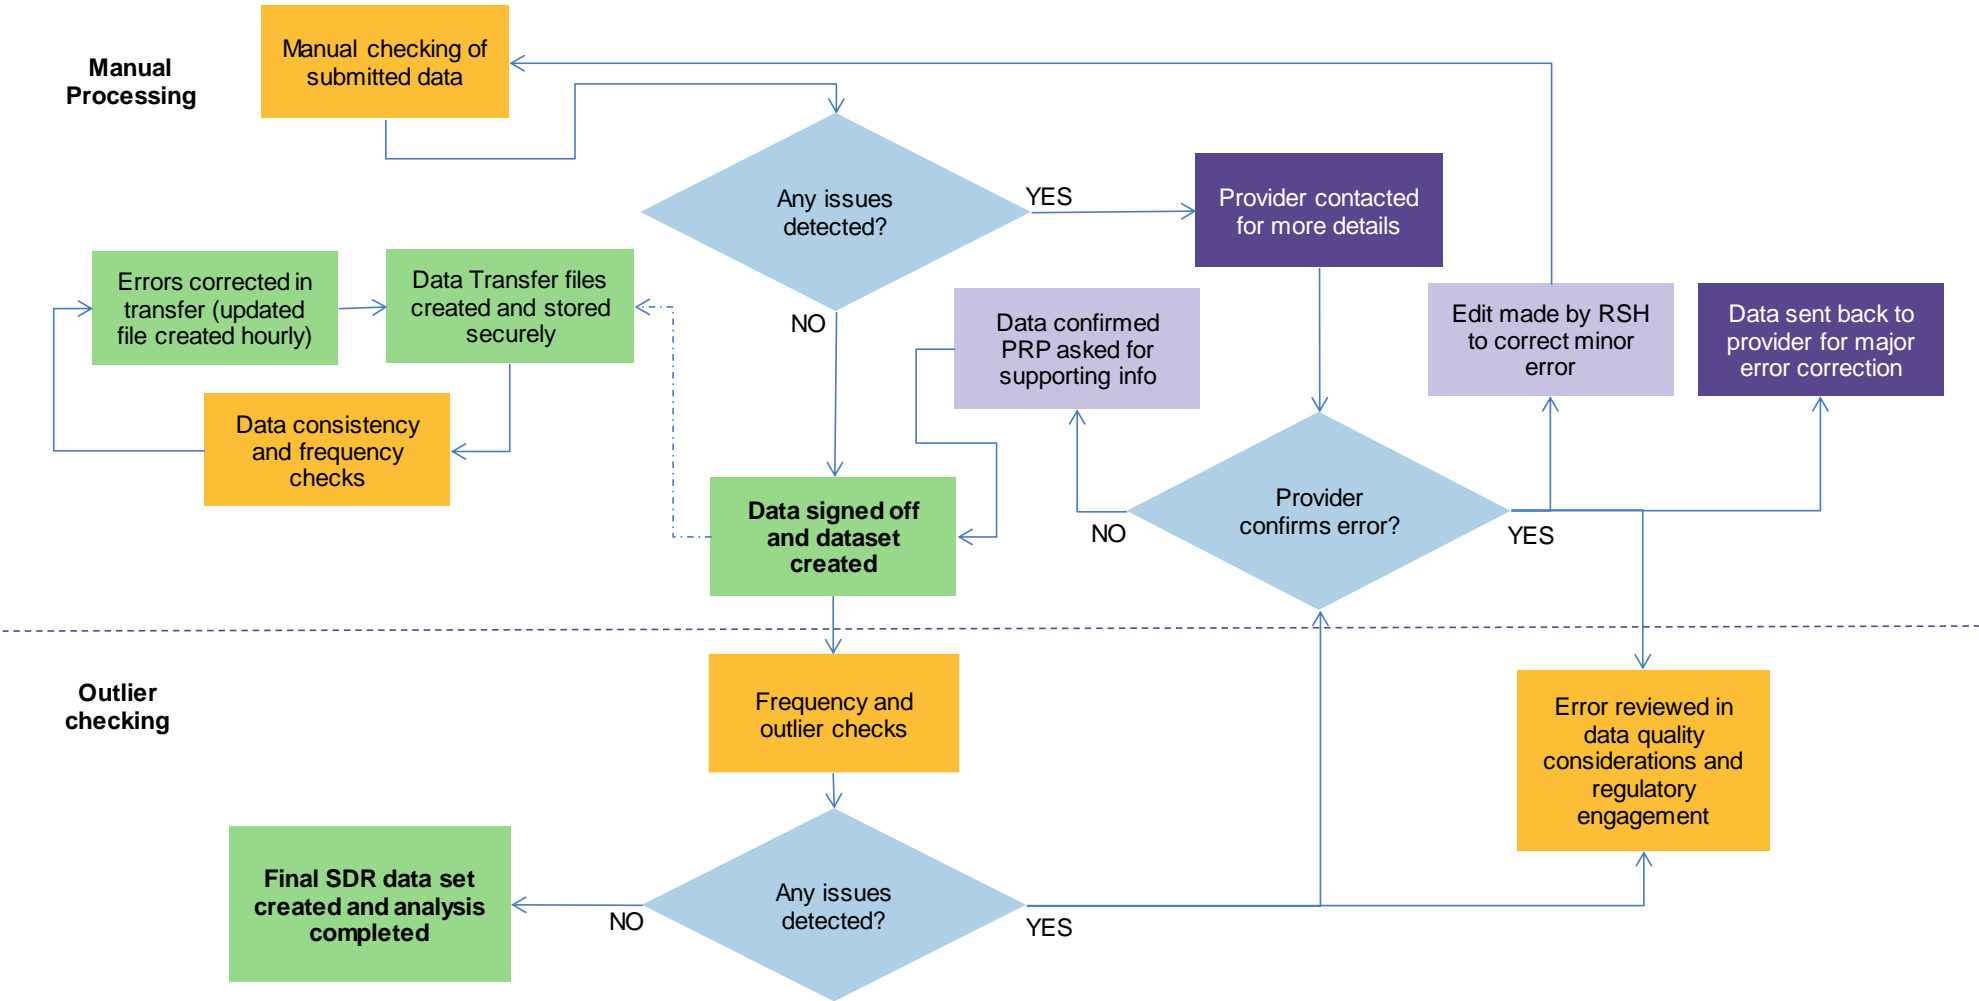 Manual
Processing
Manual checking of
submitted data
Any issues
detected?
YES
NO
Provider contacted
for more details
Errors corrected in
transfer (updated
file created hourly)
Data Transfer files
created and stored
securely
Data consistency
and frequency
checks
Data confirmed
PRP asked for
supporting info
Edit made by RSH
to correct minor
error
Data sent back to
provider for major
error correction
Data signed off
and dataset
created
Provider
confirms error?
NO
YES
Outlier
checking
Frequency and
outlier checks
Error reviewed in
data quality
considerations and
regulatory
engagement
Final SDR data set
created and analysis
completed
NO
Any issues
detected?
YES